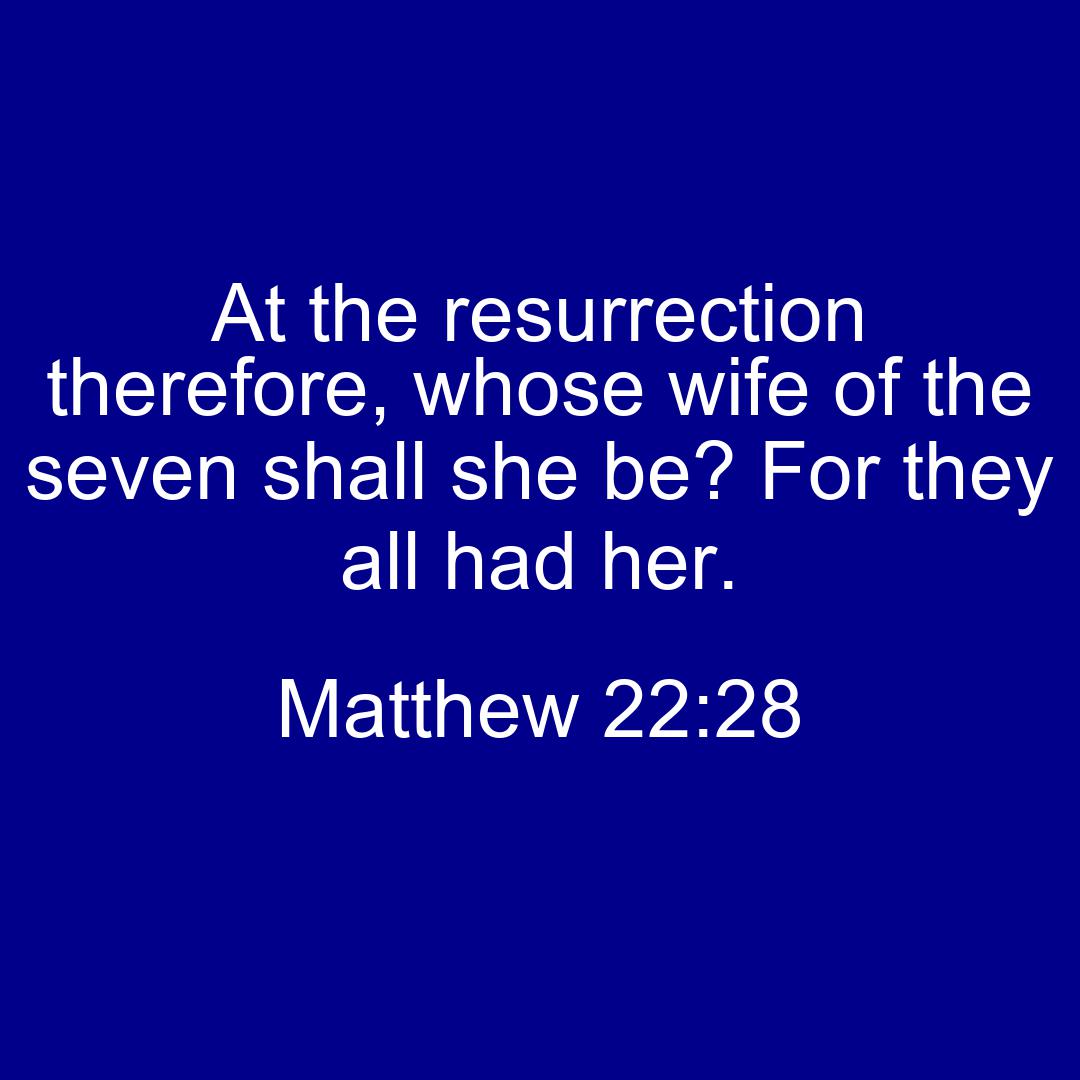 At the resurrection
therefore, whose wife of the
seven shall she be? For they
all had her.
Matthew 22:28